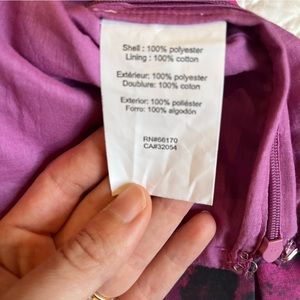 Shell : 100% polyester
Lining : 100% cotton
Extérieur: 100% polyester
Doublure: 100% coton
Exterior: 100% poliéster
Forro: 100% algodón
RN#66170
CA#32054